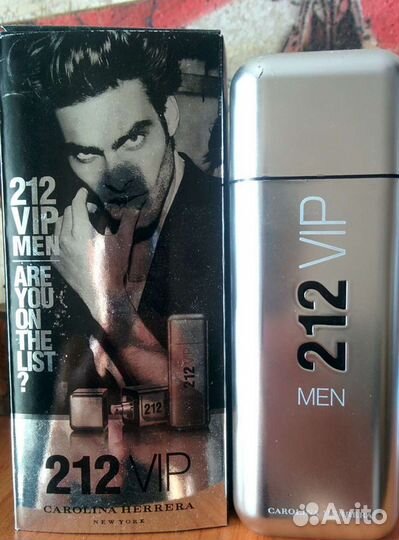 212
VIP
MEN
ARE
YOU
ON
THE
LIST
?
212
212 VIP
CAROLINA HERRERA
NEW YORK
212 VIP
MEN
CAROLINA
Avito